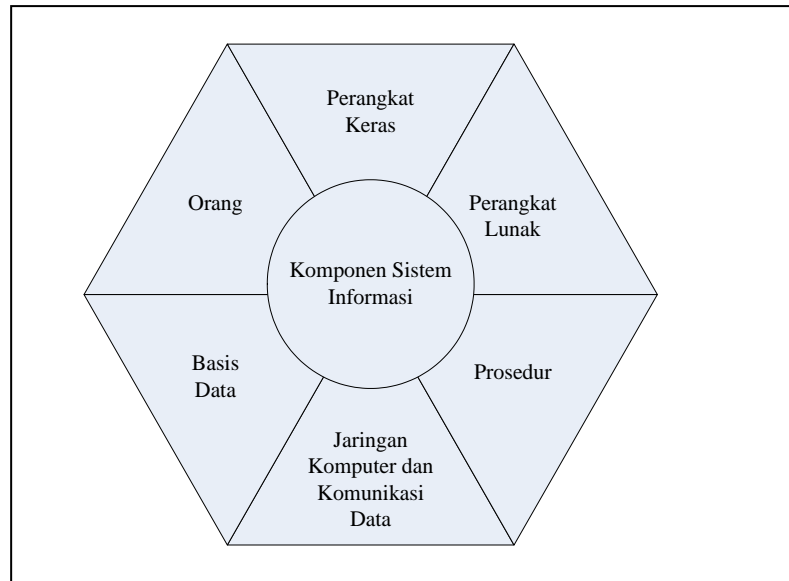 Perangkat
Keras
Orang
Perangkat
Lunak
Komponen Sistem
Informasi
Basis
Data
Prosedur
Jaringan
Komputer dan
Komunikasi
Data